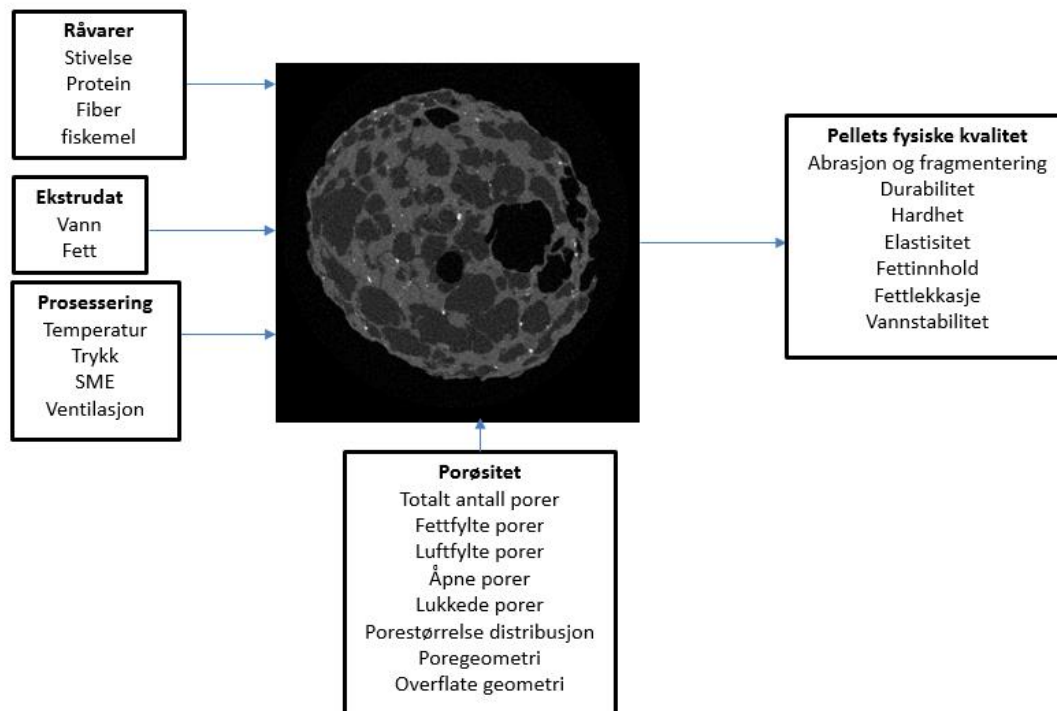 Råvarer
Stivelse
Protein
Fiber
fiskemel
Ekstrudat
Vann
Fett
Prosessering
Temperatur
Trykk
SME
Ventilasjon
Pellets fysiske kvalitet
Abrasjon og fragmentering
Durabilitet
Hardhet
Elastisitet
Fettinnhold
Fettlekkasje
Vannstabilitet
Porøsitet
Totalt antall porer
Fettfylte porer
Luftfylte porer
Åpne porer
Lukkede porer
Porestørrelse distribusjon
Poregeometri
Overflate geometri